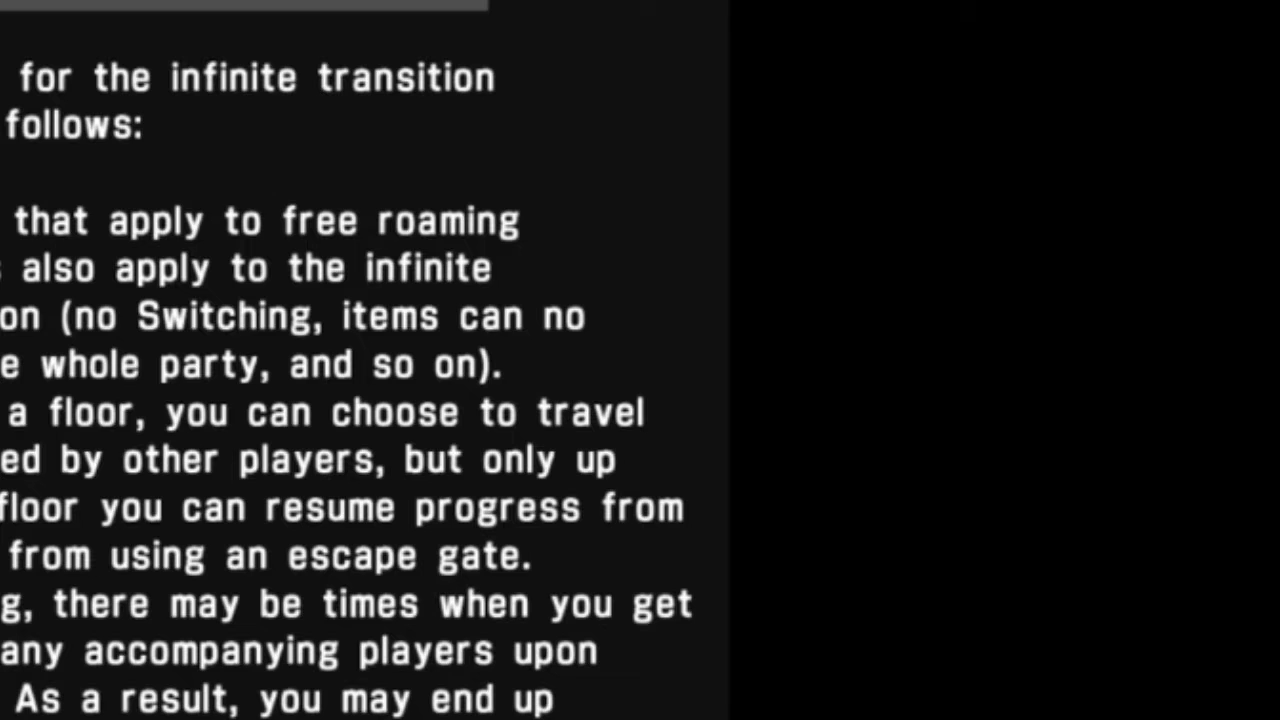 for the infinite transition
follows:
that apply to free roaming
also apply to the infinite
on (no Switching, items can no
e whole party, and so on).
a floor, you can choose to travel
ed by other players, but only up
floor you can resume progress from
from using an escape gate.
g, there may be times when you get
any accompanying players upon
As a result, you may end up